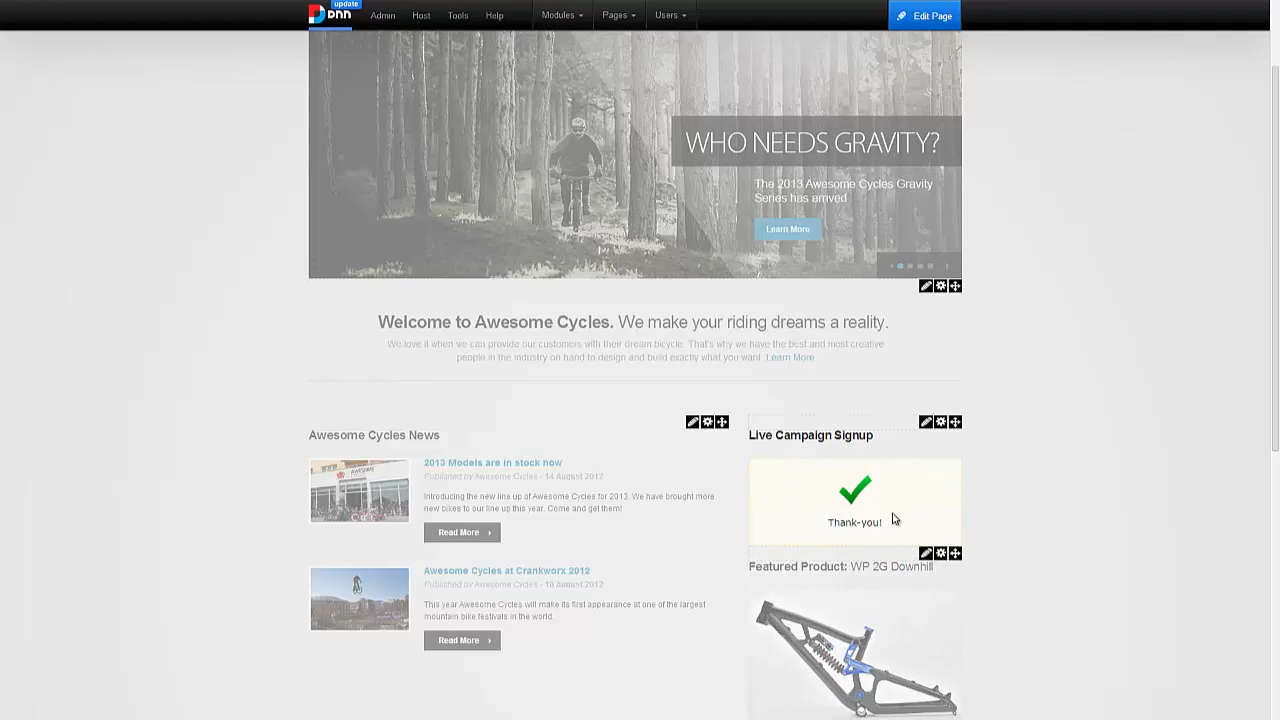 update
DNN Admin Host Tools Help Modules Pages Users Edit Page
WHO NEEDS GRAVITY?
The 2013 Awesome Cycles Gravity
Series has arrived
Learn More
Welcome to Awesome Cycles. We make your riding dreams a reality.
We love it when we can provide our customers with their dream bicycle. That's why we have the best and most creative
people in the industry on hand to design and build exactly what you want Learn More
Awesome Cycles News
2013 Models are in stock now
Published by Awesome Cycles - 14 August 2012
Introducing the new line up of Awesome Cycles for 2013. We have brought more
new bikes to our line up this year. Come and get them!
Read More
Awesome Cycles at Crankworx 2012
Published by Awesome Cycles - 10 August 2012
This year Awesome Cycles will make its first appearance at one of the largest
mountain bike festivals in the world.
Read More
Live Campaign Signup
Thank-you!
Featured Product: WP 2G Downhill